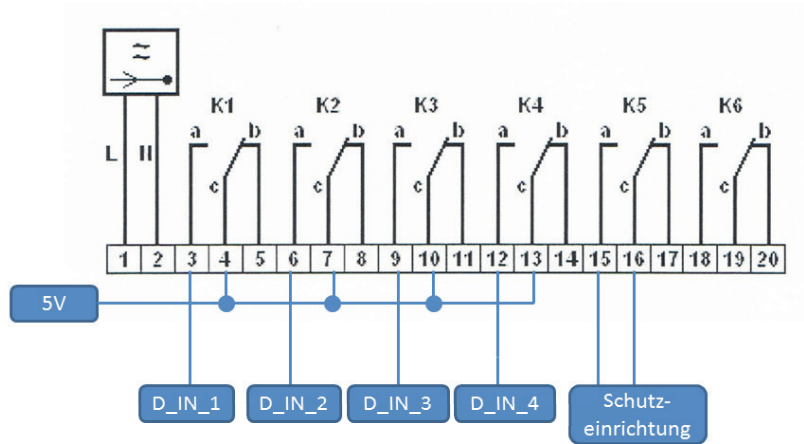 ≈
K1 K2 K3 K4 K5 K6
a b a b a b a b a b a b
L
c c c c c c
1 2 3 4 5 6 7 8 9 10 11 12 13 14 15 16 17 18 19 20
5V
D_IN_1 D_IN_2 D_IN_3 D_IN_4 Schutz-
einrichtung